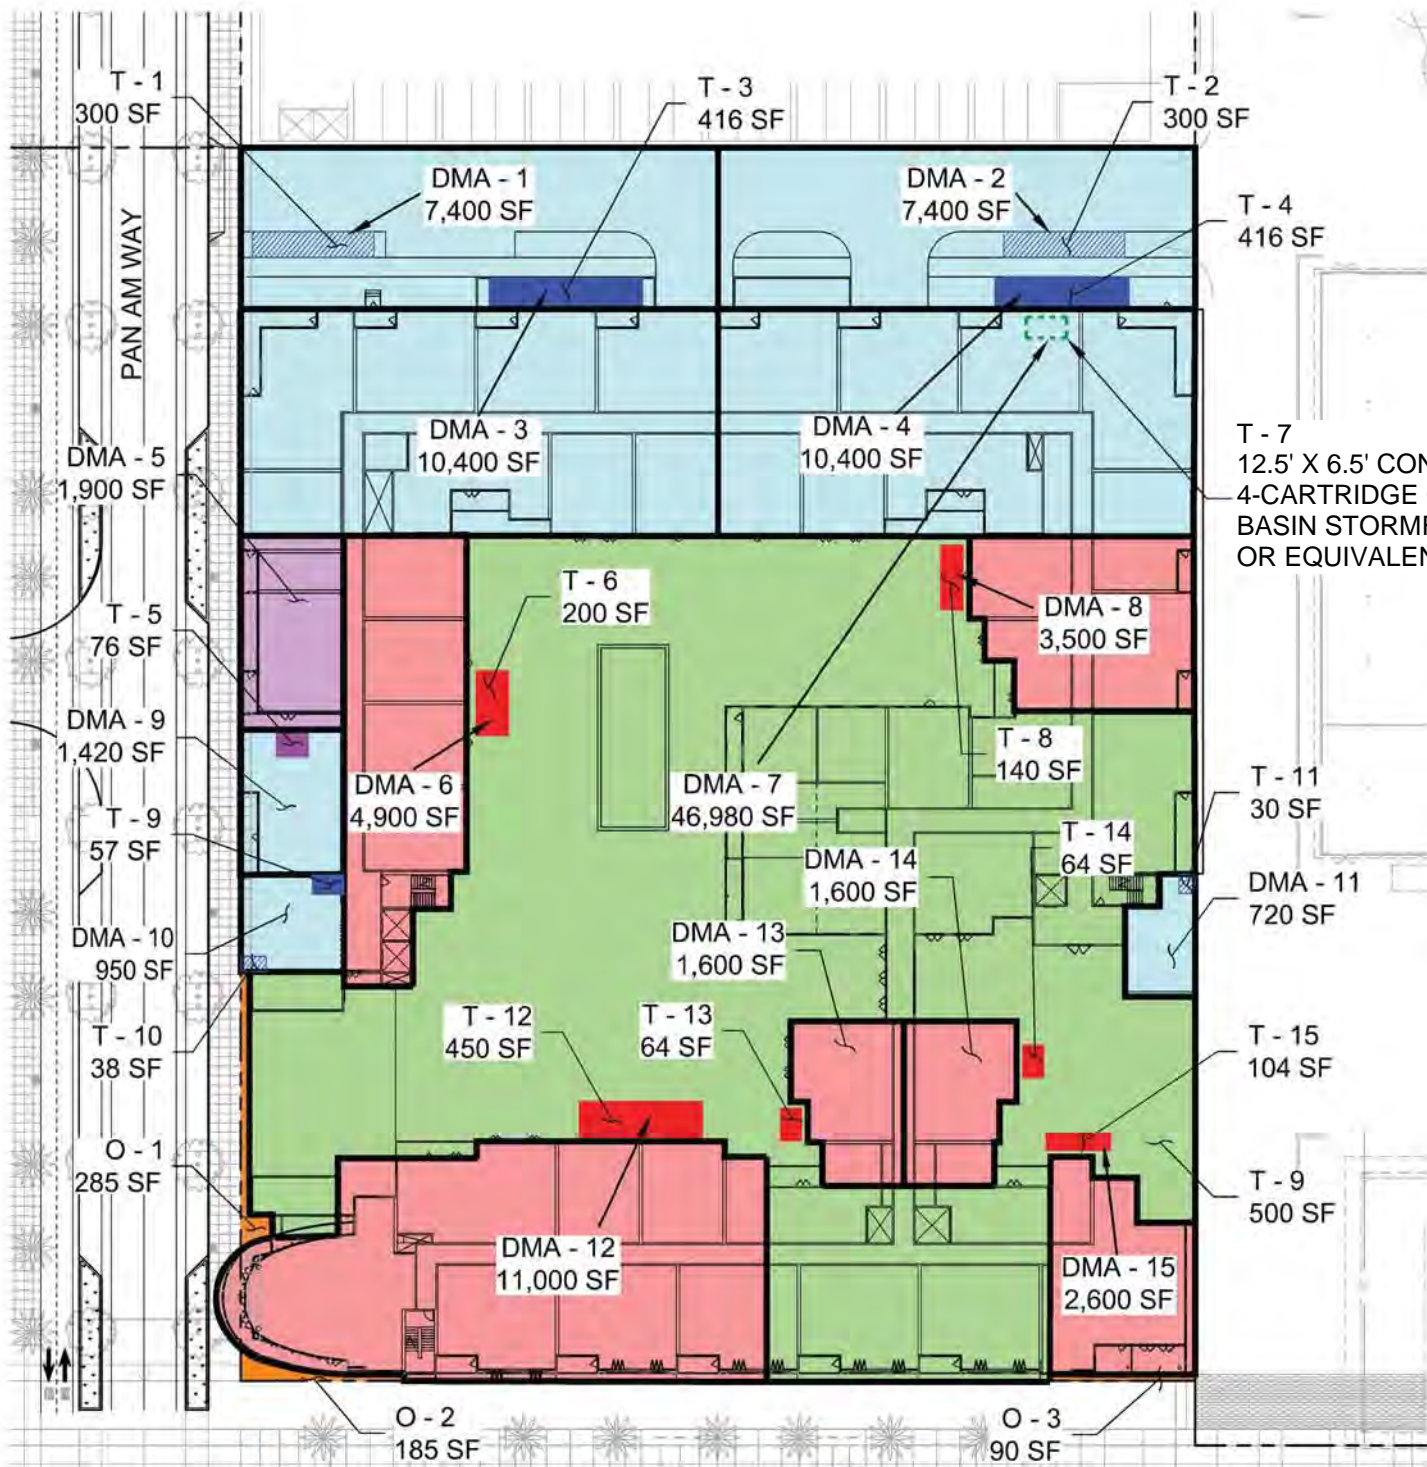 T - 1
300 SF
T - 3
416 SF
T - 2
300 SF
DMA - 1
7,400 SF
DMA - 2
7,400 SF
T - 4
416 SF
PAN AM WAY
DMA - 3
10,400 SF
DMA - 4
10,400 SF
T - 7
12.5' X 6.5' CON
4-CARTRIDGE
BASIN STORM
OR EQUIVALEN
DMA - 5
1,900 SF
T - 6
200 SF
DMA - 8
3,500 SF
T - 5
76 SF
DMA - 9
1,420 SF
T - 8
140 SF
DMA - 6
4,900 SF
DMA - 7
46,980 SF
T - 11
30 SF
T - 9
57 SF
T - 14
64 SF
DMA - 14
1,600 SF
DMA - 11
720 SF
DMA - 10
950 SF
DMA - 13
1,600 SF
T - 12
450 SF
T - 13
64 SF
T - 10
38 SF
T - 15
104 SF
O - 1
285 SF
T - 9
500 SF
DMA - 12
11,000 SF
DMA - 15
2,600 SF
O - 2
185 SF
O - 3
90 SF